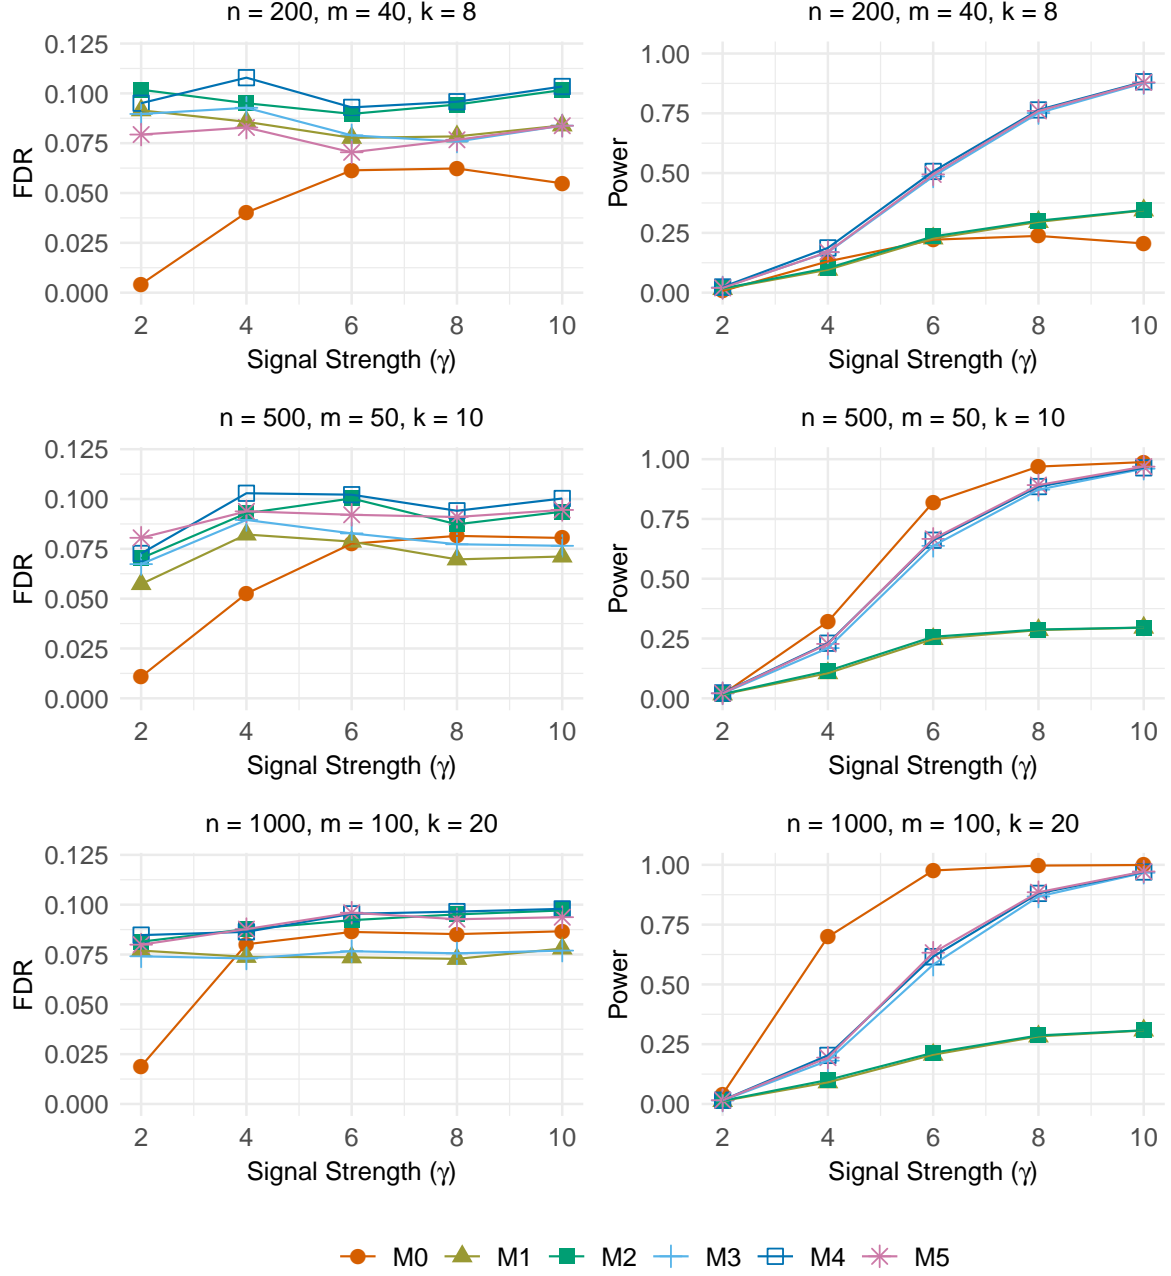 n = 200, m = 40, k = 8
0.125
0.100
0.075
0.050
0.025
0.000
FDR
2 4 6 8 10
Signal Strength (γ)
n = 200, m = 40, k = 8
1.00
0.75
0.50
0.25
0.00
Power
2 4 6 8 10
Signal Strength (γ)
n = 500, m = 50, k = 10
0.125
0.100
0.075
0.050
0.025
0.000
FDR
2 4 6 8 10
Signal Strength (γ)
n = 500, m = 50, k = 10
1.00
0.75
0.50
0.25
0.00
Power
2 4 6 8 10
Signal Strength (γ)
n = 1000, m = 100, k = 20
0.125
0.100
0.075
0.050
0.025
0.000
FDR
2 4 6 8 10
Signal Strength (γ)
n = 1000, m = 100, k = 20
1.00
0.75
0.50
0.25
0.00
Power
2 4 6 8 10
Signal Strength (γ)
M0 M1 M2 M3 M4 M5